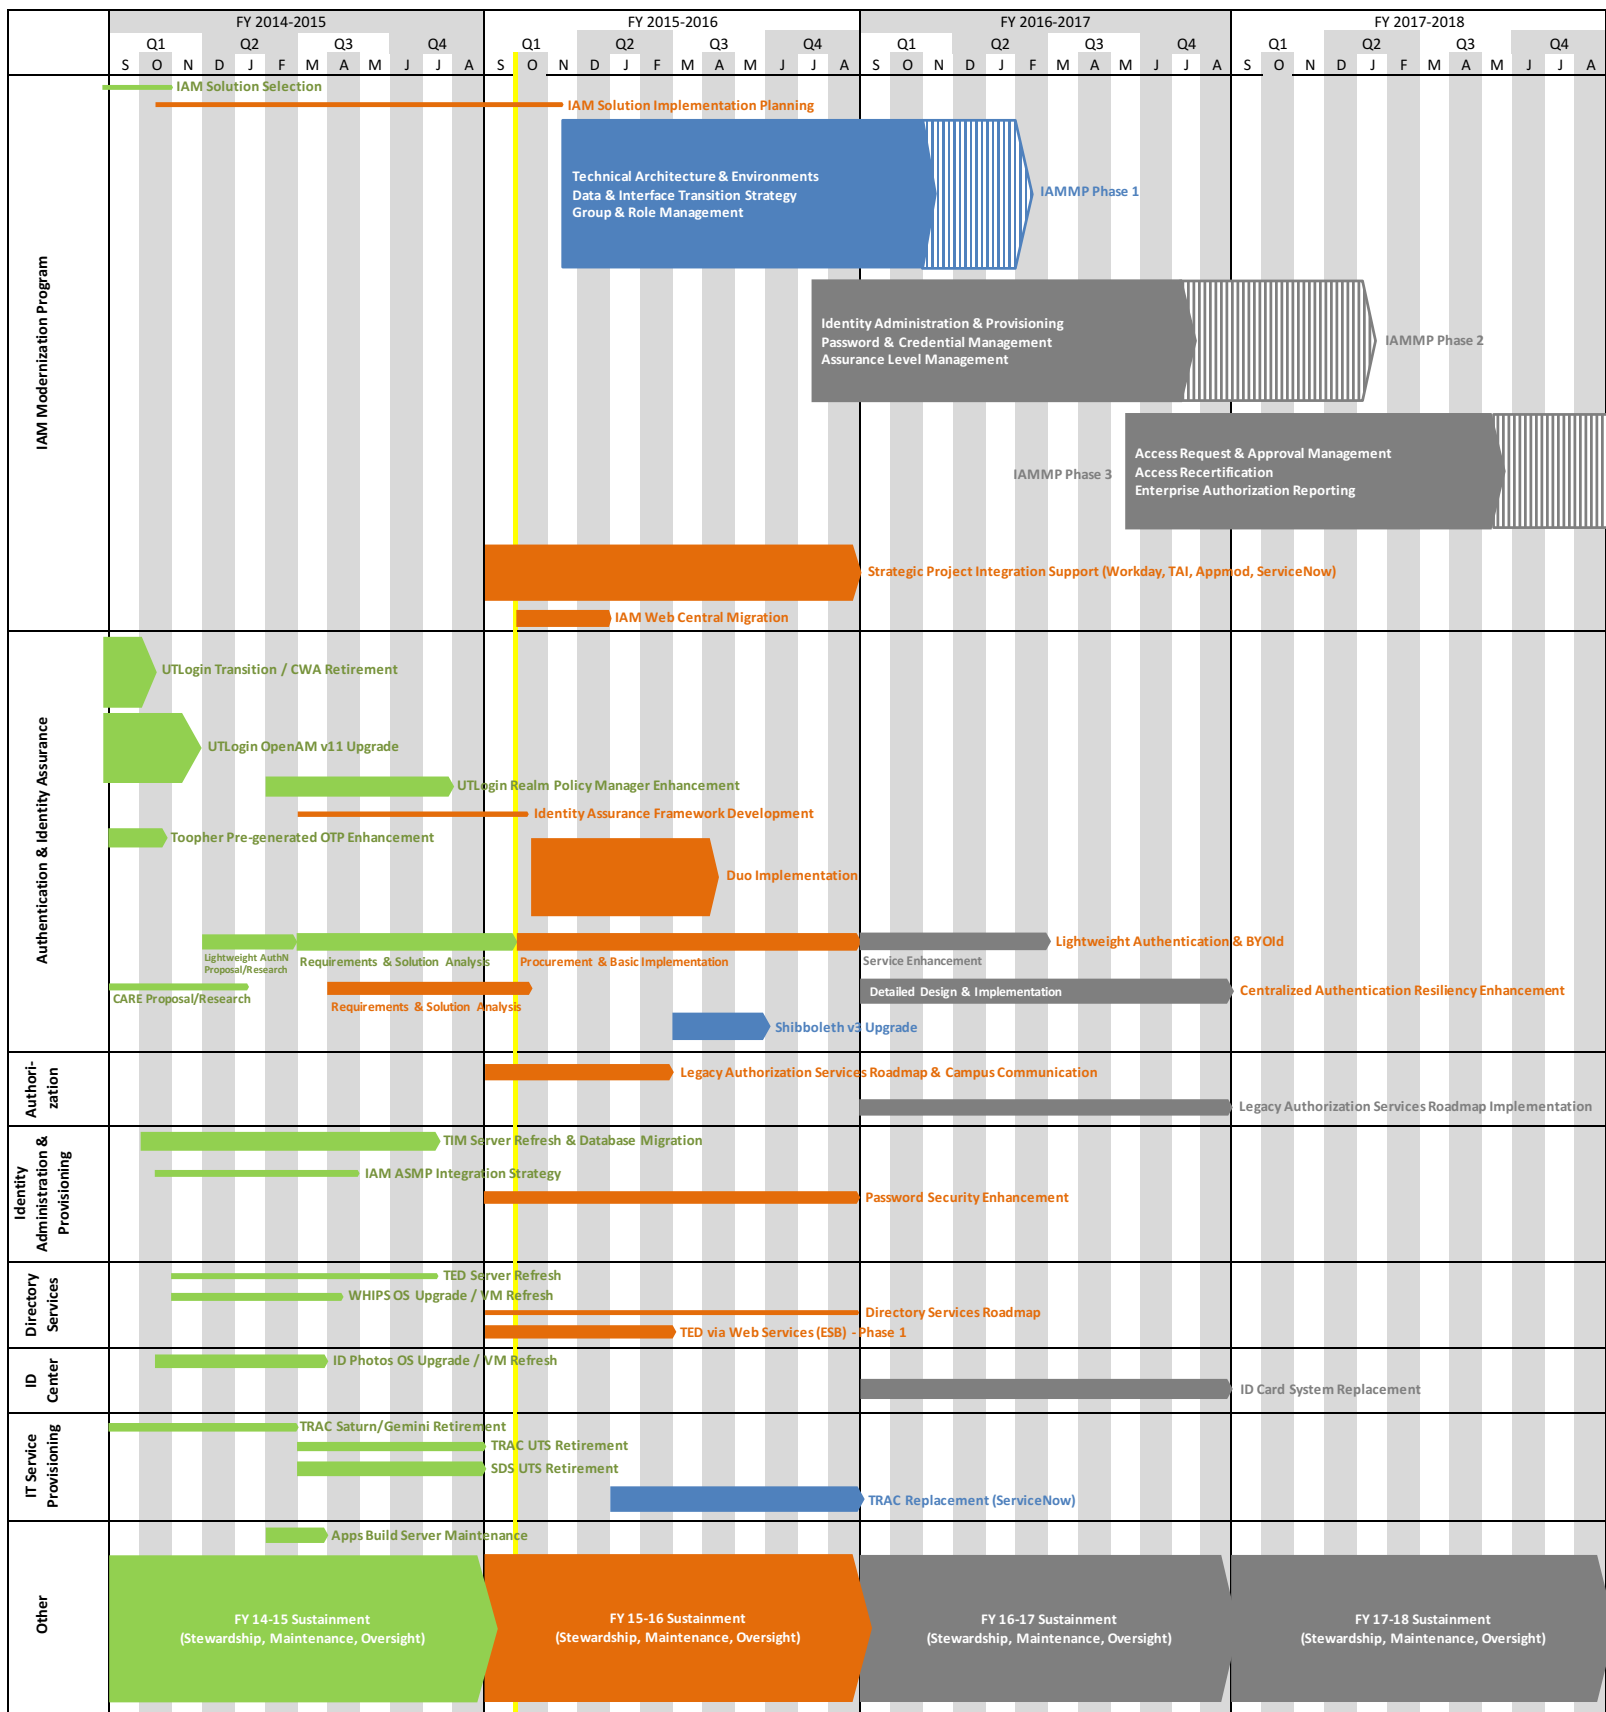 FY 2014-2015 FY 2015-2016 FY 2016-2017 FY 2017-2018
Q1 Q2 Q3 Q4 Q1 Q2 Q3 Q4 Q1 Q2 Q3 Q4 Q1 Q2 Q3 Q4
S O N D J F M A M J J A S O N D J F M A M J J A S O N D J F M A M J J A S O N D J F M A M J J A
IAM Modernization Program
IAM Solution Selection
IAM Solution Implementation Planning
Technical Architecture & Environments
Data & Interface Transition Strategy
Group & Role Management
IAMMP Phase 1
Identity Administration & Provisioning
Password & Credential Management
Assurance Level Management
IAMMP Phase 2
IAMMP Phase 3
Access Request & Approval Management
Access Recertification
Enterprise Authorization Reporting
Strategic Project Integration Support (Workday, TAI, Appmod, ServiceNow)
IAM Web Central Migration
Authentication & Identity Assurance
UTLogin Transition / CWA Retirement
UTLogin OpenAM v11 Upgrade
UTLogin Realm Policy Manager Enhancement
Identity Assurance Framework Development
Toopher Pre-generated OTP Enhancement
Duo Implementation
Lightweight Authentication & BYOId
Lightweight AuthN
Proposal/Research
Requirements & Solution Analysis
Procurement & Basic Implementation
Service Enhancement
CARE Proposal/Research
Requirements & Solution Analysis
Detailed Design & Implementation
Centralized Authentication Resiliency Enhancement
Shibboleth v3 Upgrade
Authori-
zation
Legacy Authorization Services Roadmap & Campus Communication
Legacy Authorization Services Roadmap Implementation
Identity
Administration &
Provisioning
TIM Server Refresh & Database Migration
IAM ASMP Integration Strategy
Password Security Enhancement
Directory
Services
TED Server Refresh
WHIPS OS Upgrade / VM Refresh
Directory Services Roadmap
TED via Web Services (ESB) - Phase 1
ID
Center
ID Photos OS Upgrade / VM Refresh
ID Card System Replacement
IT Service
Provisioning
TRAC Saturn/Gemini Retirement
TRAC UTS Retirement
SDS UTS Retirement
TRAC Replacement (ServiceNow)
Other
Apps Build Server Maintenance
FY 14-15 Sustainment
(Stewardship, Maintenance, Oversight)
FY 15-16 Sustainment
(Stewardship, Maintenance, Oversight)
FY 16-17 Sustainment
(Stewardship, Maintenance, Oversight)
FY 17-18 Sustainment
(Stewardship, Maintenance, Oversight)